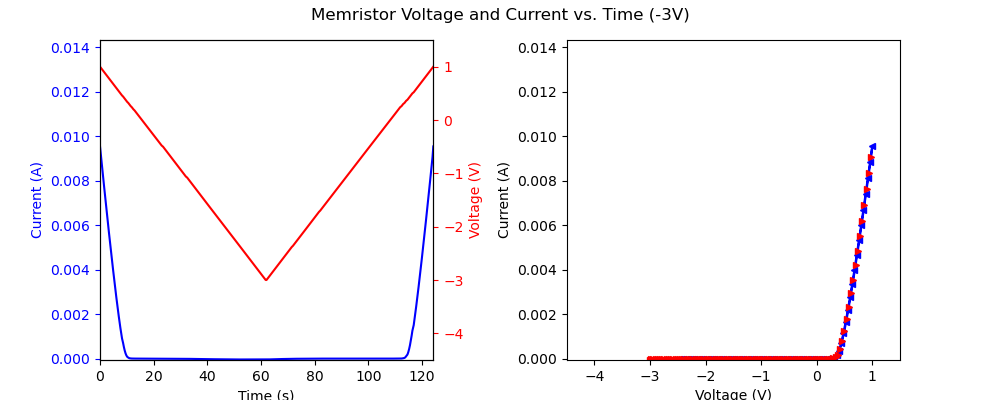 Memristor Voltage and Current vs. Time (-3V)
Current (A)
0.014
0.012
0.010
0.008
0.006
0.004
0.002
0.000
0 20 40 60 80 100 120
Time (s)
1
0
−1
−2
−3
−4
Voltage (V)
Current (A)
0.014
0.012
0.010
0.008
0.006
0.004
0.002
0.000
−4 −3 −2 −1 0 1
Voltage (V)